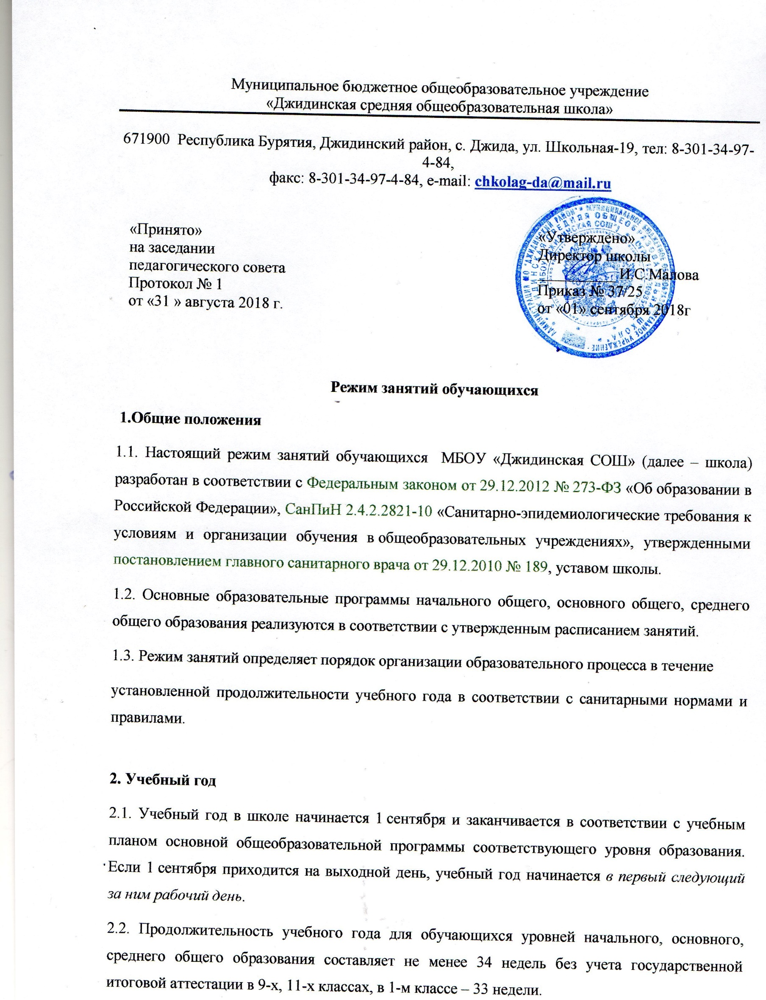 Муниципальное бюджетное общеобразовательное учреждение
«Джидинская средняя общеобразовательная школа»
671900  Республика Бурятия, Джидинский район, с. Джида, ул. Школьная-19, тел: 8-301-34-97-
4-84,
факс: 8-301-34-97-4-84, e-mail: chkolag-da@mail.ru
«Принято»
на заседании
педагогического совета
Протокол № 1
от «31 » августа 2018 г.
«Утверждено»
Директор школы
__________ И.С.Малова
Приказ № 37/25
от «01» сентября 2018г
Режим занятий обучающихся
1.Общие положения
1.1. Настоящий режим занятий обучающихся  МБОУ «Джидинская СОШ» (далее – школа)
разработан в соответствии с Федеральным законом от 29.12.2012 № 273-ФЗ «Об образовании в
Российской Федерации», СанПиН 2.4.2.2821-10 «Санитарно-эпидемиологические требования к
условиям и организации обучения в общеобразовательных учреждениях», утвержденными
постановлением главного санитарного врача от 29.12.2010 № 189, уставом школы.
1.2. Основные образовательные программы начального общего, основного общего, среднего
общего образования реализуются в соответствии с утвержденным расписанием занятий.
1.3. Режим занятий определяет порядок организации образовательного процесса в течение
установленной продолжительности учебного года в соответствии с санитарными нормами и
правилами.
2. Учебный год
2.1. Учебный год в школе начинается 1 сентября и заканчивается в соответствии с учебным
планом основной общеобразовательной программы соответствующего уровня образования.
Если 1 сентября приходится на выходной день, учебный год начинается в первый следующий
за ним рабочий день.
2.2. Продолжительность учебного года для обучающихся уровней начального, основного,
среднего общего образования составляет не менее 34 недель без учета государственной
итоговой аттестации в 9-х, 11-х классах, в 1-м классе – 33 недели.